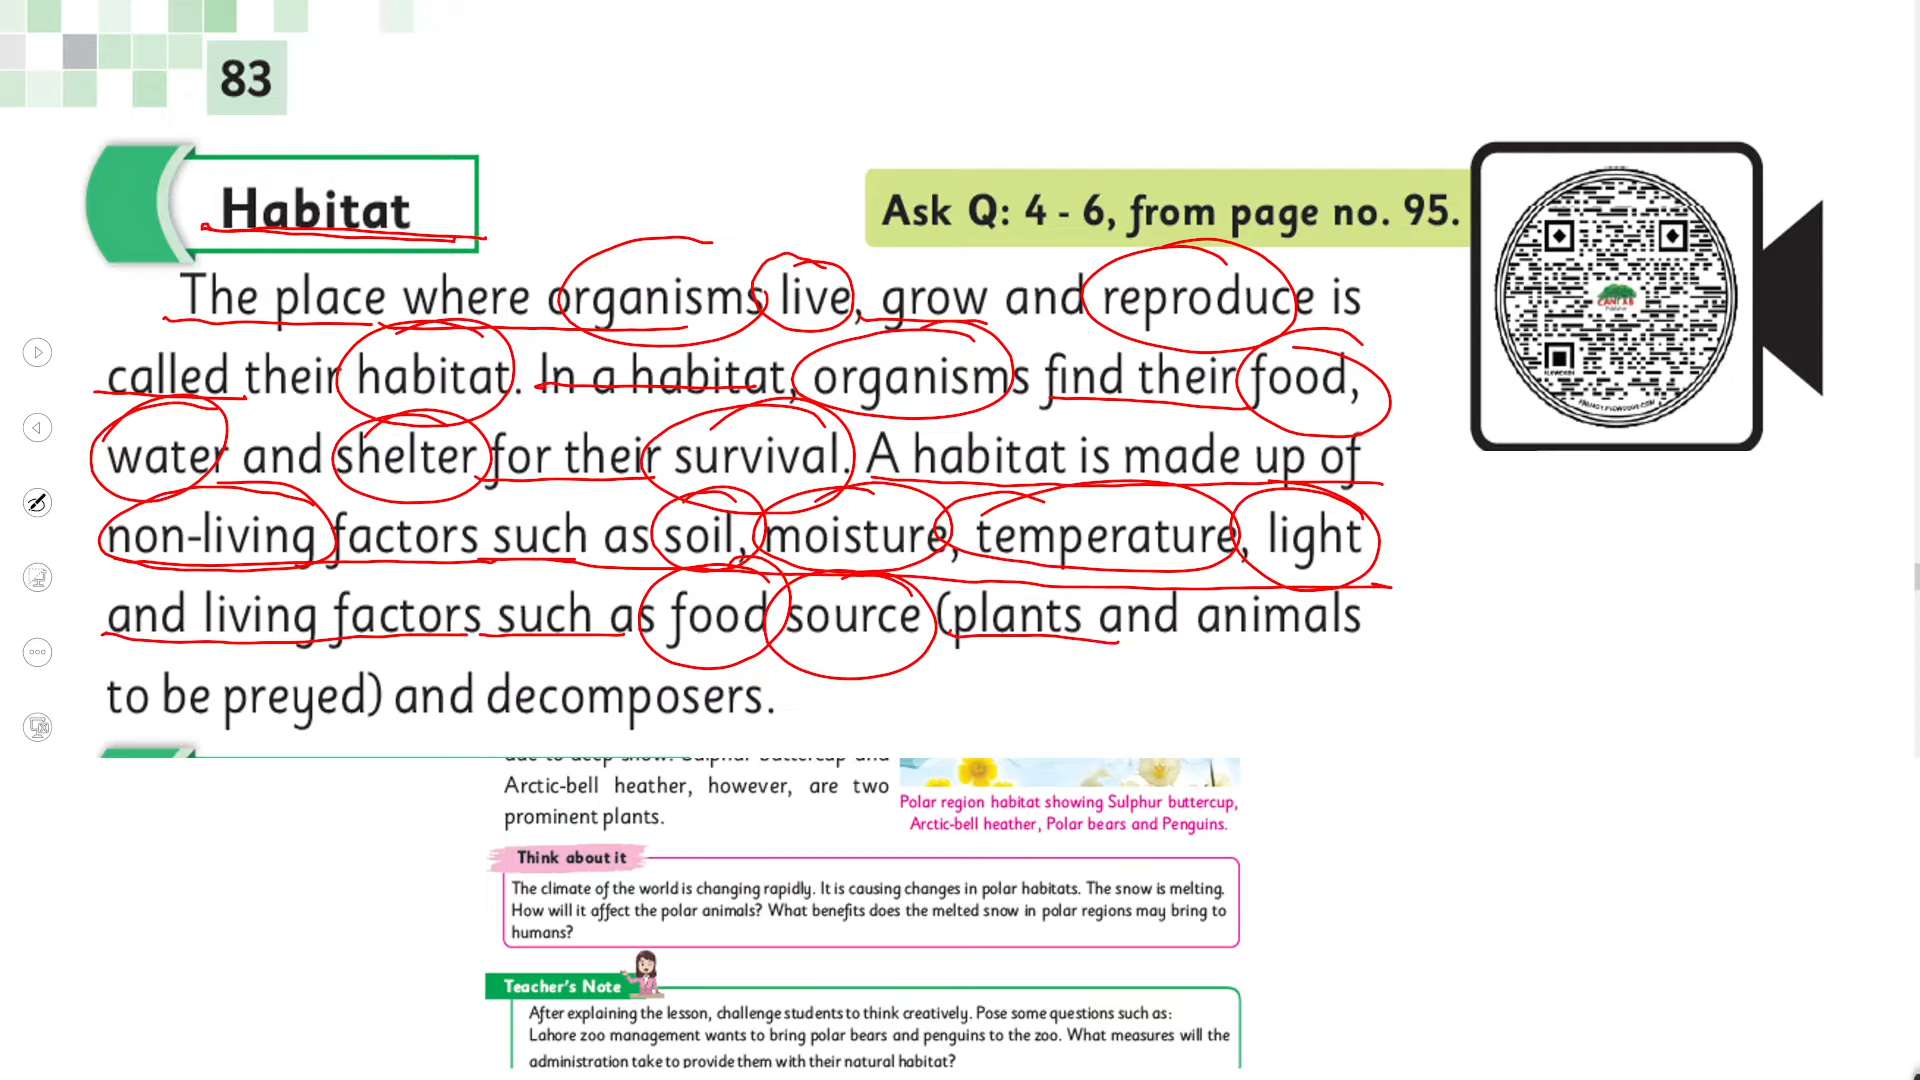 83
Habitat
Ask Q: 4 - 6, from page no. 95.
The place where organisms live, grow and reproduce is
called their habitat. In a habitat, organisms find their food,
water and shelter for their survival. A habitat is made up of
non-living factors such as soil, moisture, temperature, light
and living factors such as food source (plants and animals
to be preyed) and decomposers.
Arctic-bell heather, however, are two
prominent plants.
Polar region habitat showing Sulphur buttercup,
Arctic-bell heather, Polar bears and Penguins.
Think about it
The climate of the world is changing rapidly. It is causing changes in polar habitats. The snow is melting.
How will it affect the polar animals? What benefits does the melted snow in polar regions may bring to
humans?
Teacher's Note
After explaining the lesson, challenge students to think creatively. Pose some questions such as:
Lahore zoo management wants to bring polar bears and penguins to the zoo. What measures will the
administration take to provide them with their natural habitat?